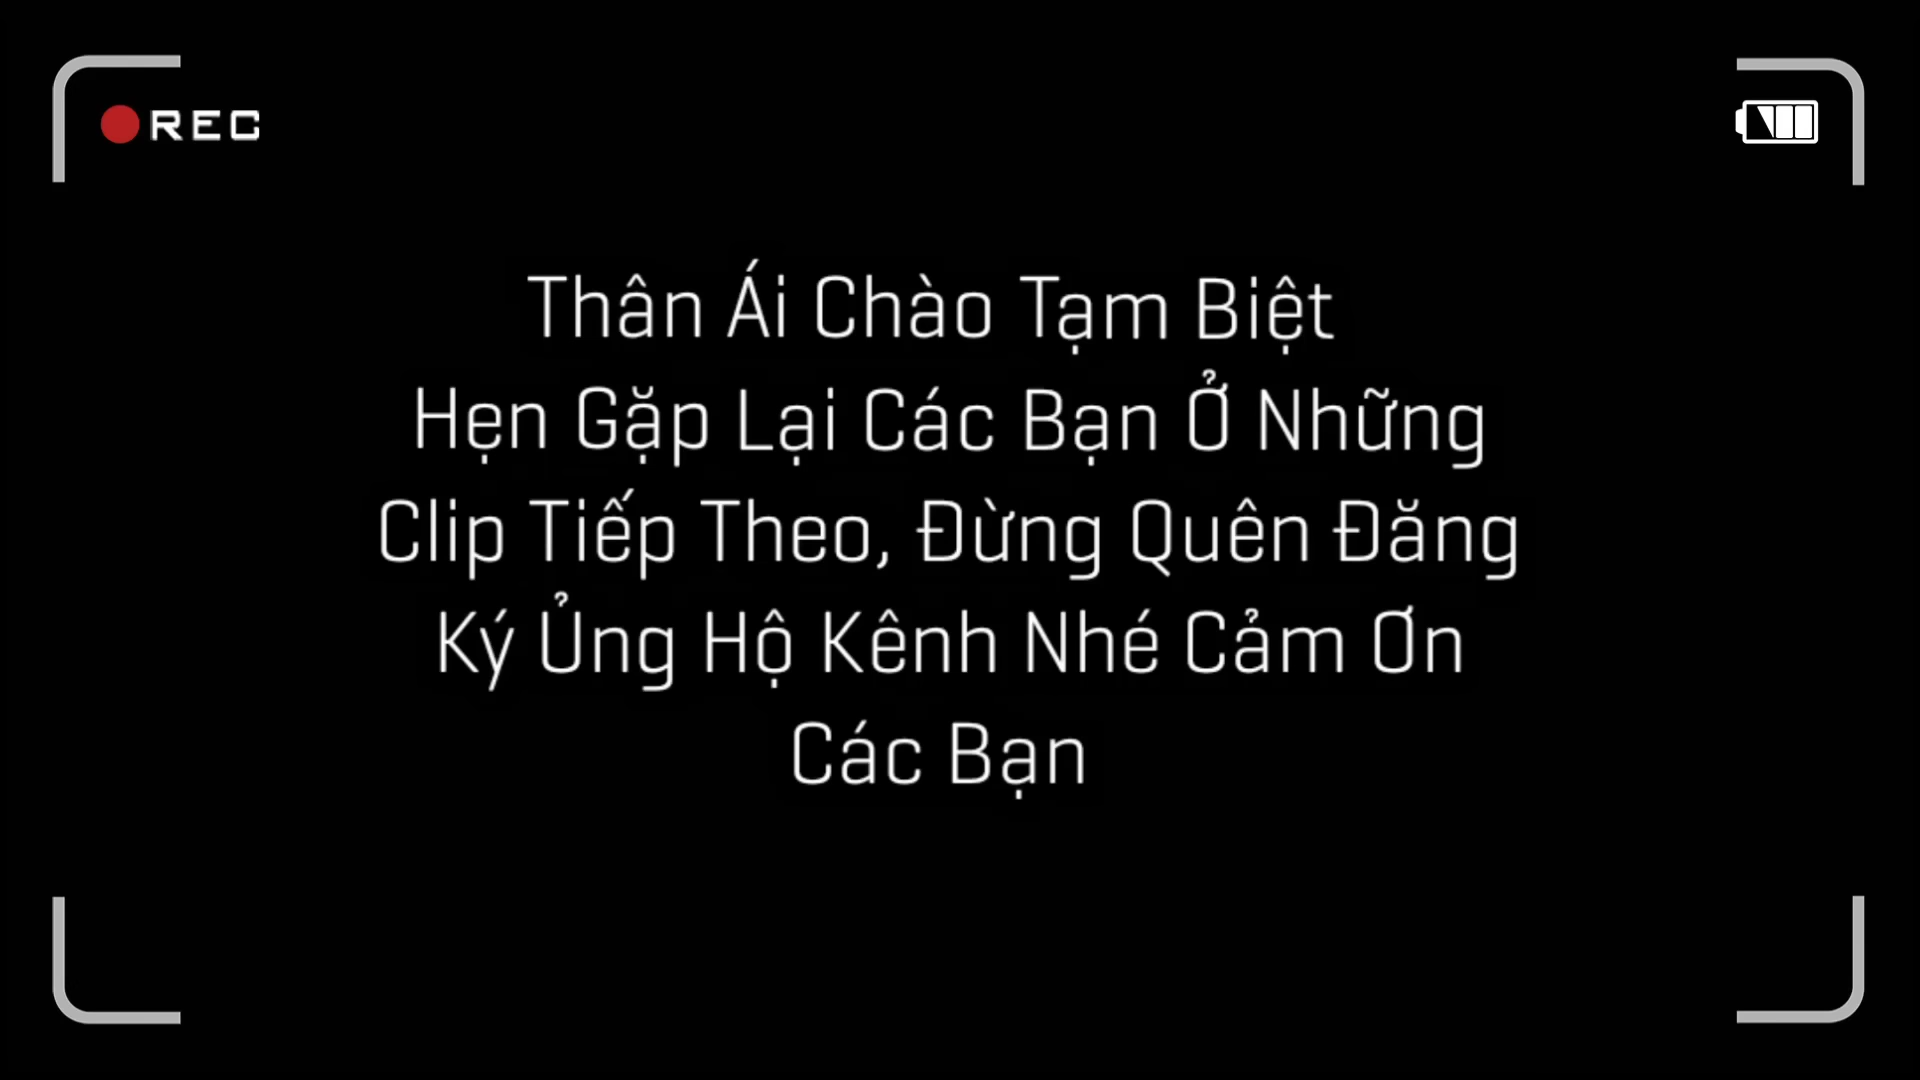 REC
Thân Ái Chào Tạm Biệt
Hẹn Gặp Lại Các Bạn Ở Những
Clip Tiếp Theo, Đừng Quên Đăng
Ký Ủng Hộ Kênh Nhé Cảm Ơn
Các Bạn